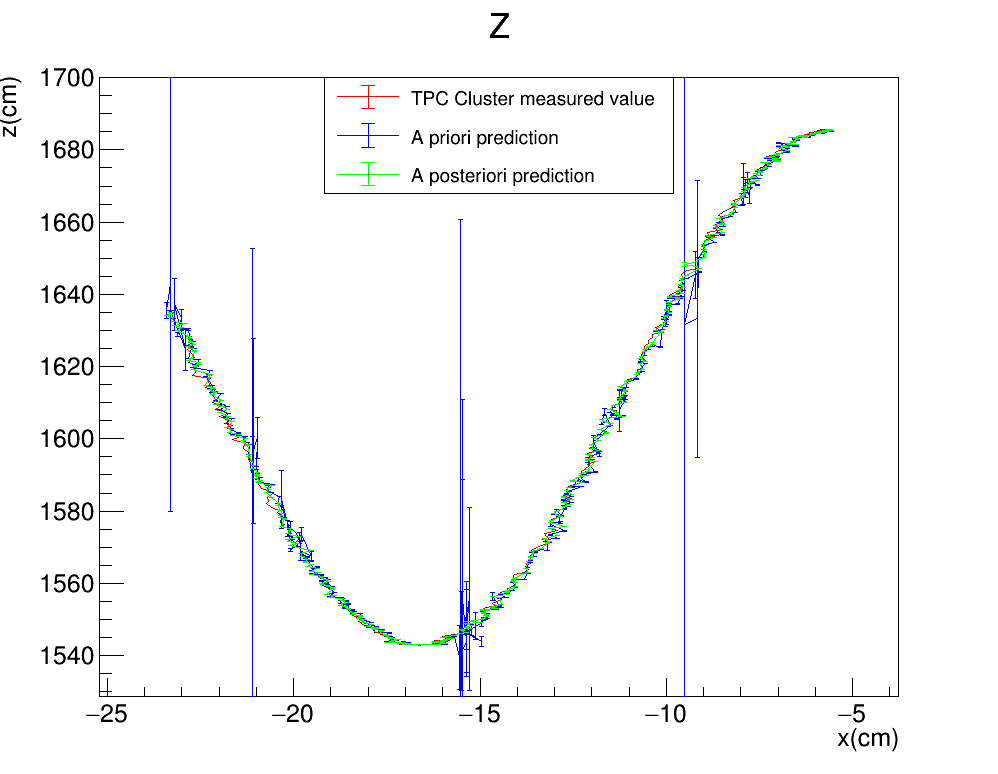 Z
z(cm)
1700
1680
1660
1640
1620
1600
1580
1560
1540
TPC Cluster measured value
A priori prediction
A posteriori prediction
−25 −20 −15 −10 −5
x(cm)